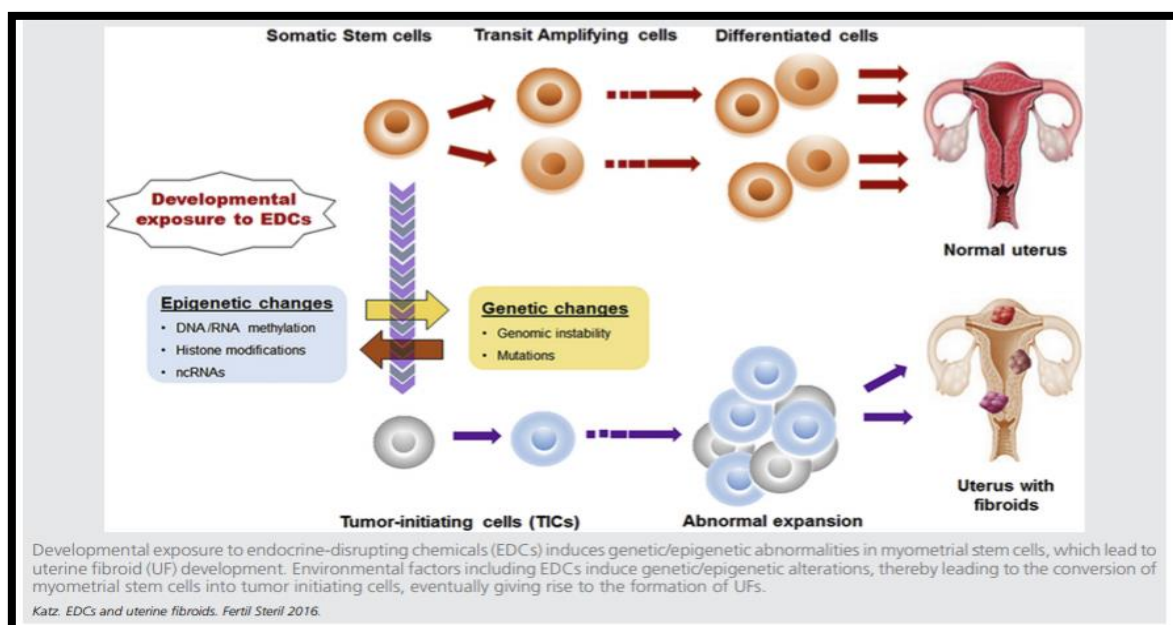 Somatic Stem cells
Transit Amplifying cells
Differentiated cells
Developmental
exposure to EDCs
Normal uterus
Epigenetic changes
• DNA/RNA methylation
• Histone modifications
• ncRNAs
Genetic changes
• Genomic instability
• Mutations
Uterus with
fibroids
Tumor-initiating cells (TICs)
Abnormal expansion
Developmental exposure to endocrine-disrupting chemicals (EDCs) induces genetic/epigenetic abnormalities in myometrial stem cells, which lead to
uterine fibroid (UF) development. Environmental factors including EDCs induce genetic/epigenetic alterations, thereby leading to the conversion of
myometrial stem cells into tumor initiating cells, eventually giving rise to the formation of UFs.
Katz. EDCs and uterine fibroids. Fertil Steril 2016.